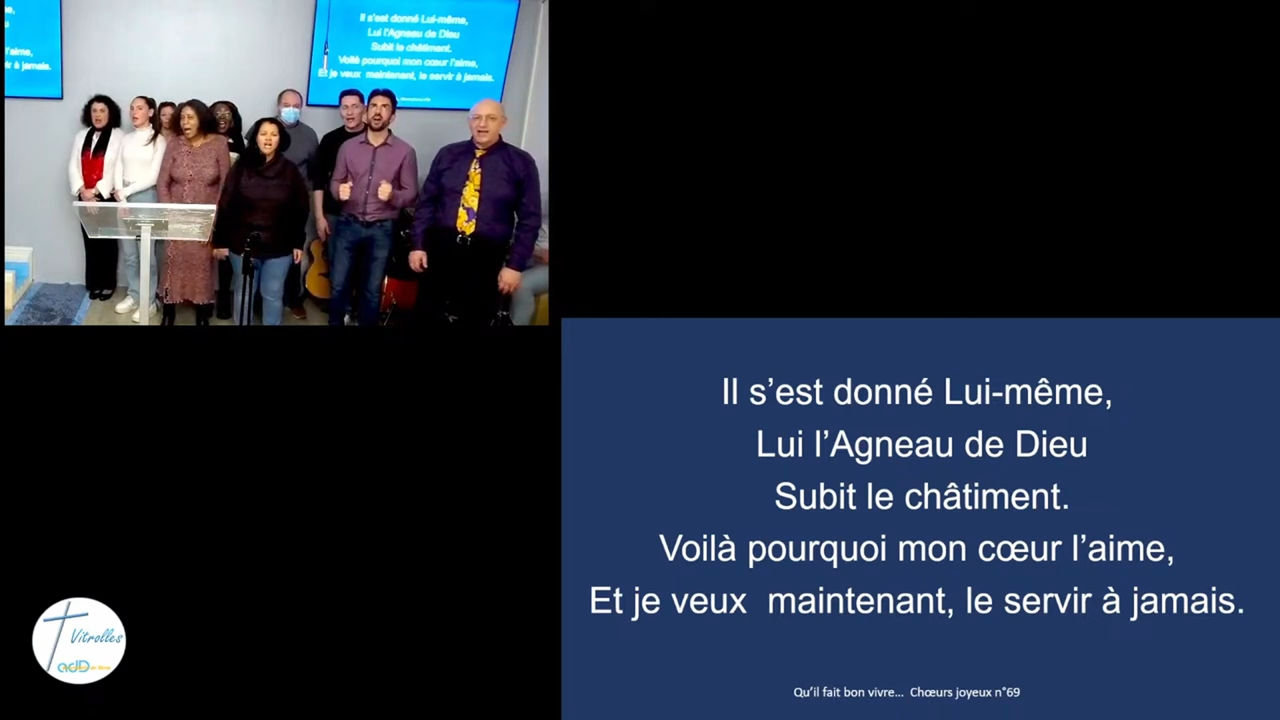 Il s’est donné Lui-même,
Lui l’Agneau de Dieu
Subit le châtiment.
Voilà pourquoi mon cœur l’aime,
Et je veux maintenant, le servir à jamais.
l'aime,
à jamais.
Il s’est donné Lui-même,
Lui l’Agneau de Dieu
Subit le châtiment.
Voilà pourquoi mon cœur l’aime,
Et je veux  maintenant, le servir à jamais.
Qu’il fait bon vivre...  Chœurs joyeux n°69
Vitrolles
adD